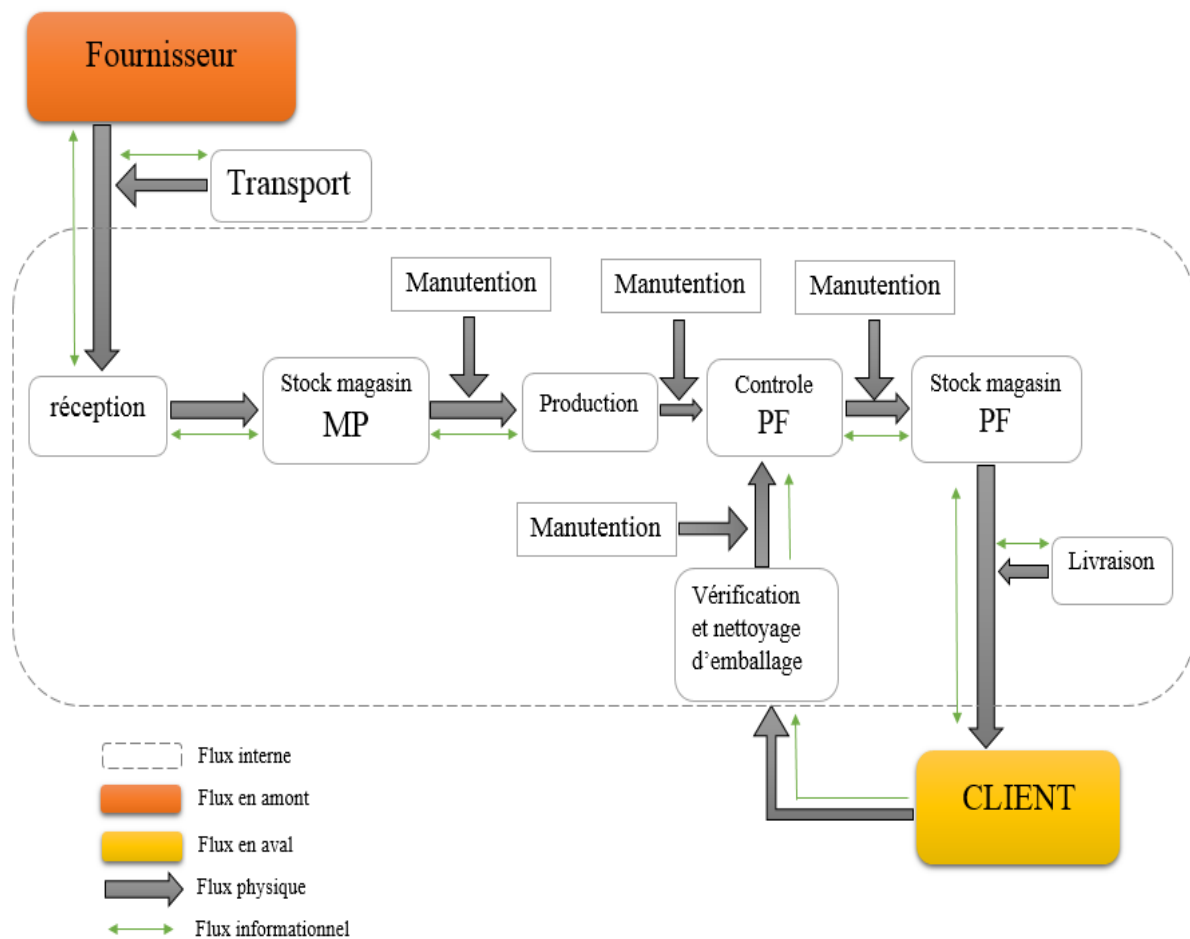 Fournisseur
Transport
Manutention
Manutention
Manutention
réception
Stock magasin
MP
Production
Controle
PF
Stock magasin
PF
Manutention
Livraison
Vérification
et nettoyage
d’emballage
CLIENT
Flux interne
Flux en amont
Flux en aval
Flux physique
Flux informationnel